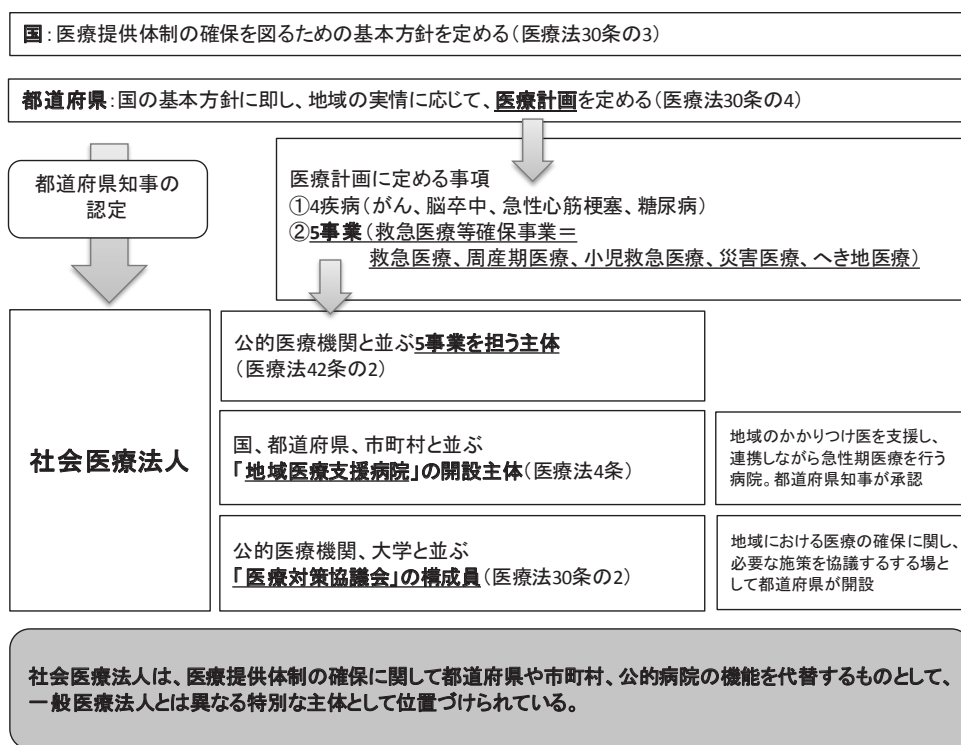 国：医療提供体制の確保を図るための基本方針を定める（医療法30条の3）
都道府県：国の基本方針に即し、地域の実情に応じて、医療計画を定める（医療法30条の4）
都道府県知事の
認定
医療計画に定める事項
①4疾病（がん、脳卒中、急性心筋梗塞、糖尿病）
②5事業（救急医療等確保事業＝
救急医療、周産期医療、小児救急医療、災害医療、へき地医療）
社会医療法人
公的医療機関と並ぶ5事業を担う主体
（医療法42条の2）
国、都道府県、市町村と並ぶ
「地域医療支援病院」の開設主体（医療法4条）
地域のかかりつけ医を支援し、
連携しながら急性期医療を行う
病院。都道府県知事が承認
公的医療機関、大学と並ぶ
「医療対策協議会」の構成員（医療法30条の2）
地域における医療の確保に関し、
必要な施策を協議するする場と
して都道府県が開設
社会医療法人は、医療提供体制の確保に関して都道府県や市町村、公的病院の機能を代替するものとして、
一般医療法人とは異なる特別な主体として位置づけられている。